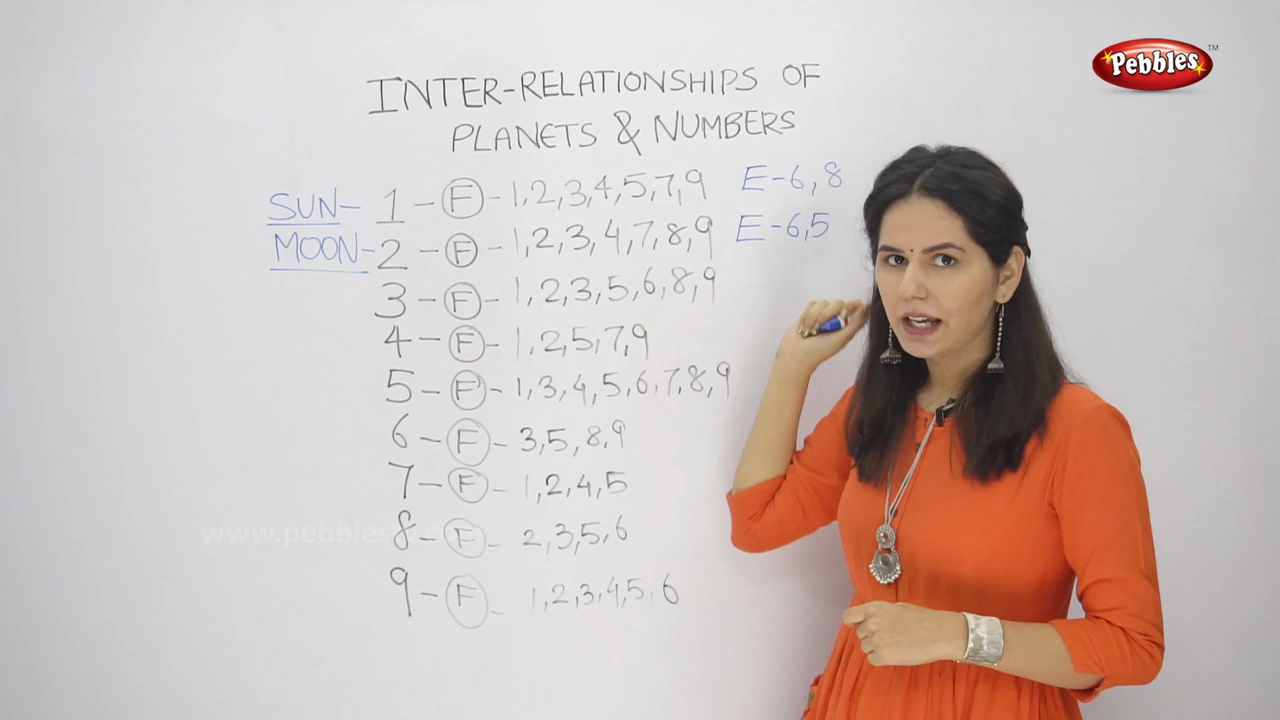 Pebbles™
INTER-RELATIONSHIPS OF
PLANETS & NUMBERS
SUN- 1 - F - 1,2,3,4,5,7,9 E-6,8
MOON- 2 - F - 1,2,3,4,7,8,9 E-6,5
3 - F - 1,2,3,5,6,8,9
4 - F - 1,2,5,7,9
5 - F - 1,3,4,5,6,7,8,9
6 - F - 3,5,8,9
7 - F - 1,2,4,5
8 - F - 2,3,5,6
www.pebbles
9 - F - 1,2,3,4,5,6